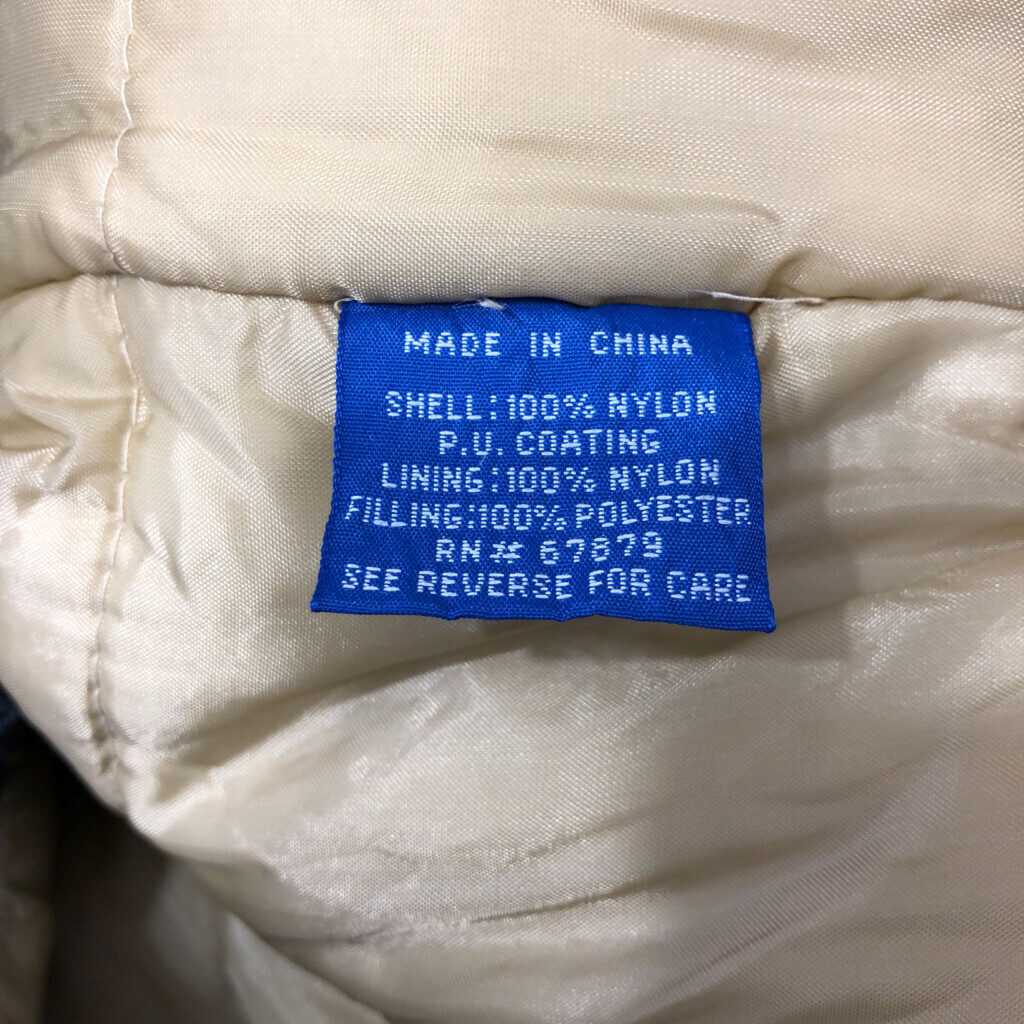 MADE IN CHINA
SHELL:100% NYLON
P.U. COATING
LINING:100% NYLON
FILLING:100% POLYESTER
RN# 67879
SEE REVERSE FOR CARE